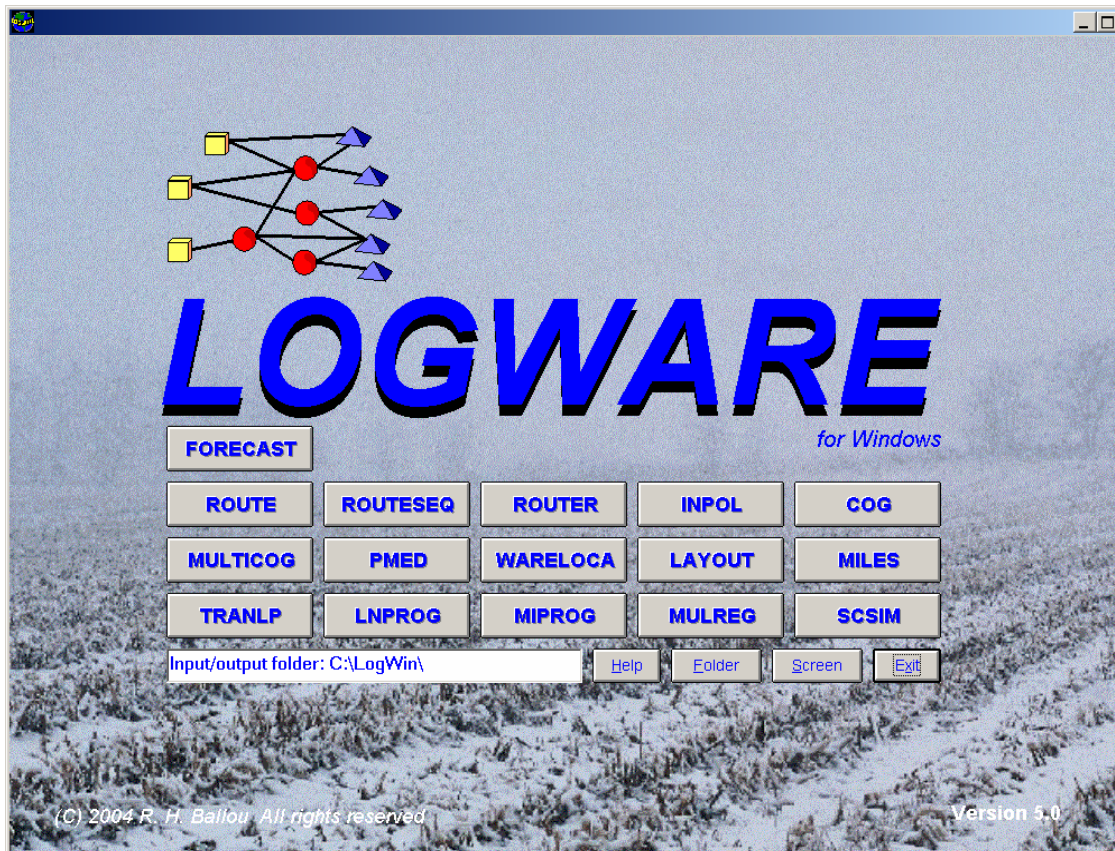 LOGWARE
for Windows
FORECAST
ROUTE ROUTESEQ ROUTER INPOL COG
MULTICOG PMED WARELOCA LAYOUT MILES
TRANLP LNPROG MIPROG MULREG SCSIM
Input/output folder: C:\LogWin\ Help Folder Screen Exit
(C) 2004 R. H. Ballou All rights reserved Version 5.0